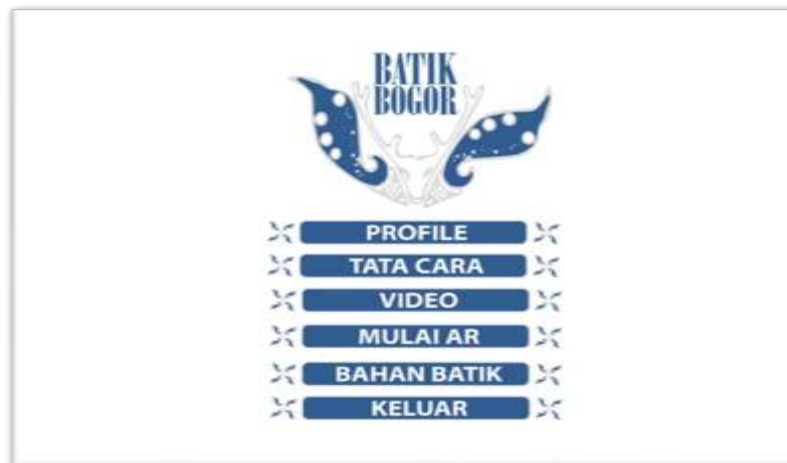 BATIK
BOGOR
PROFILE
TATA CARA
VIDEO
MULAI AR
BAHAN BATIK
KELUAR